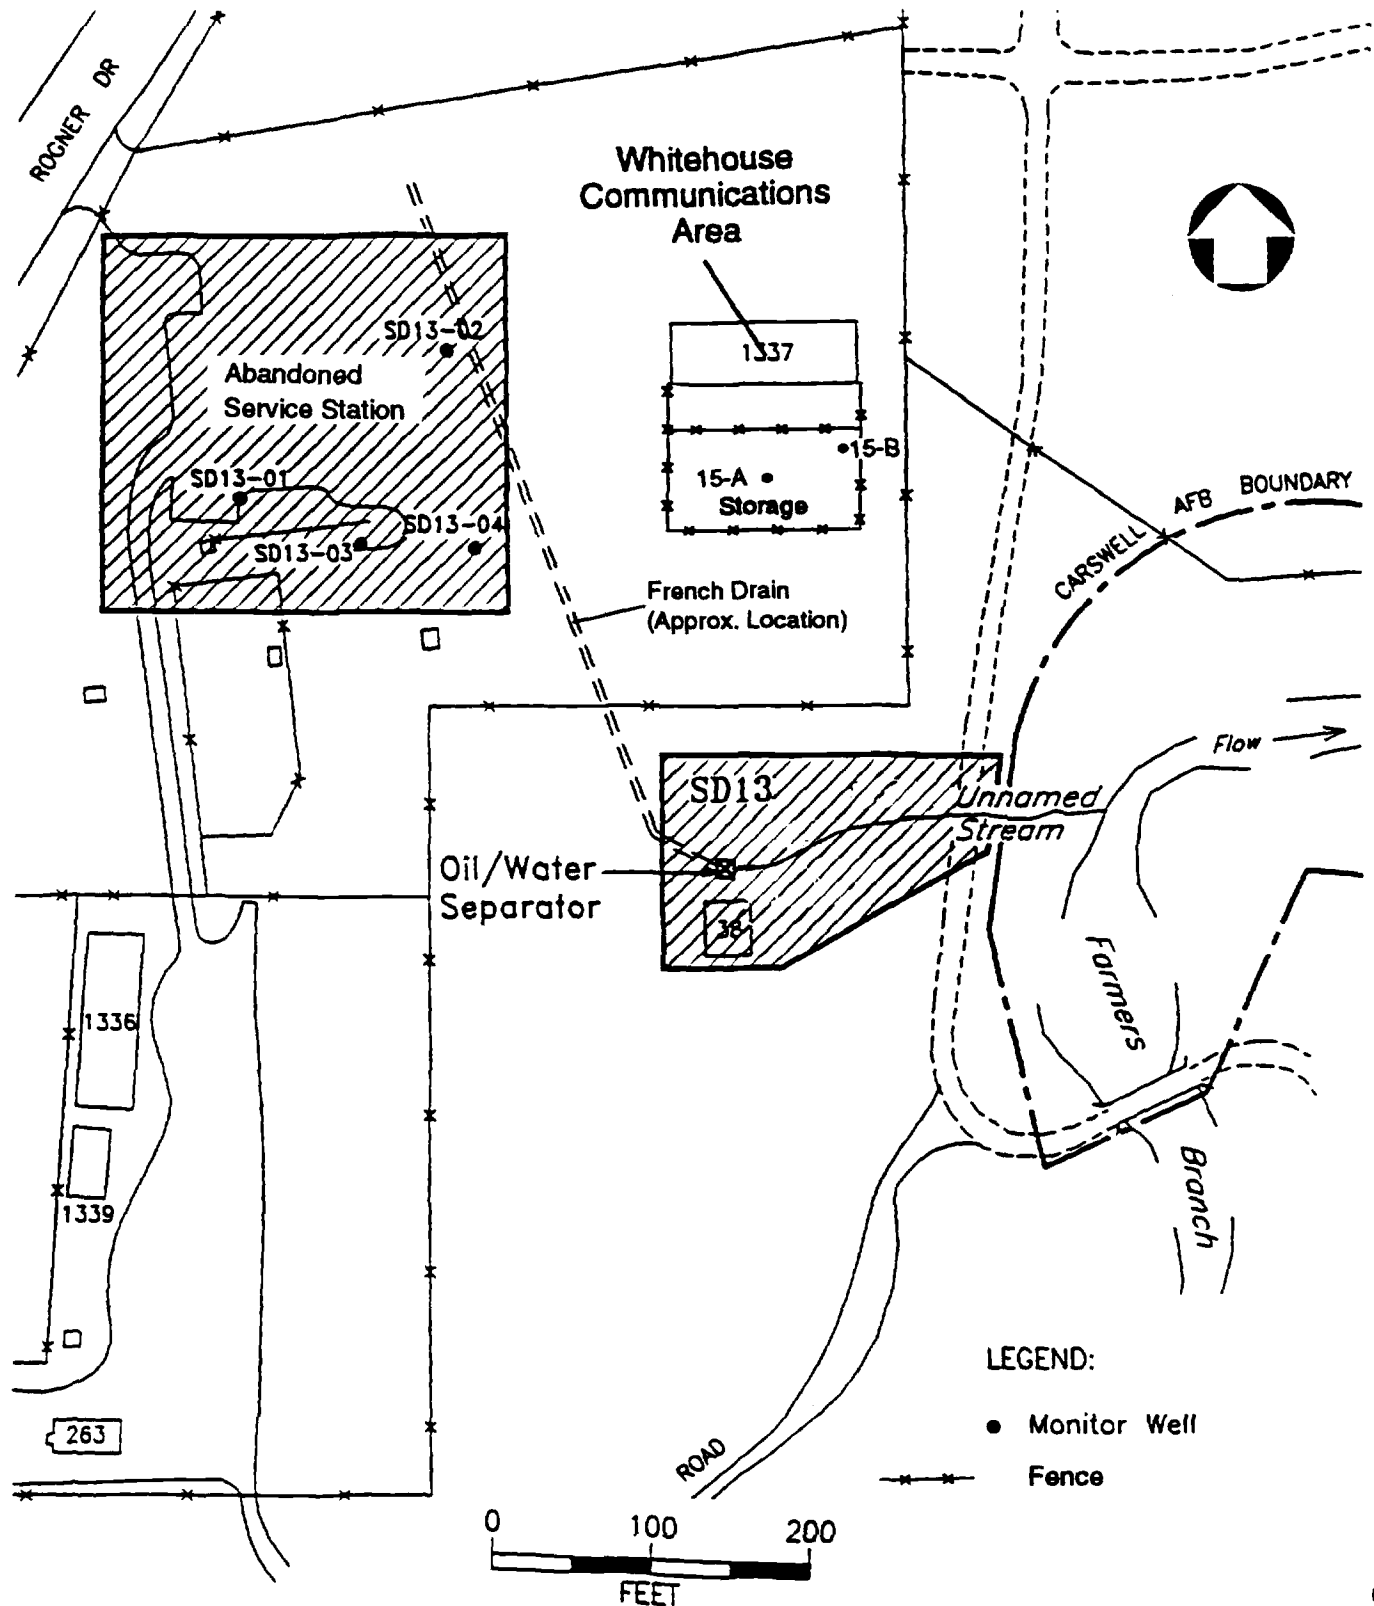 ROGNER DR
Whitehouse
Communications
Area
1337
SD13-02
Abandoned
Service Station
15-B
15-A
Storage
SD13-01
SD13-04
SD13-03
CARSWELL AFB BOUNDARY
French Drain
(Approx. Location)
Flow
SD13
Unnamed
Stream
Oil/Water
Separator
38
Farmers
Branch
1336
1339
263
ROAD
LEGEND:
Monitor Well
Fence
0 100 200
FEET